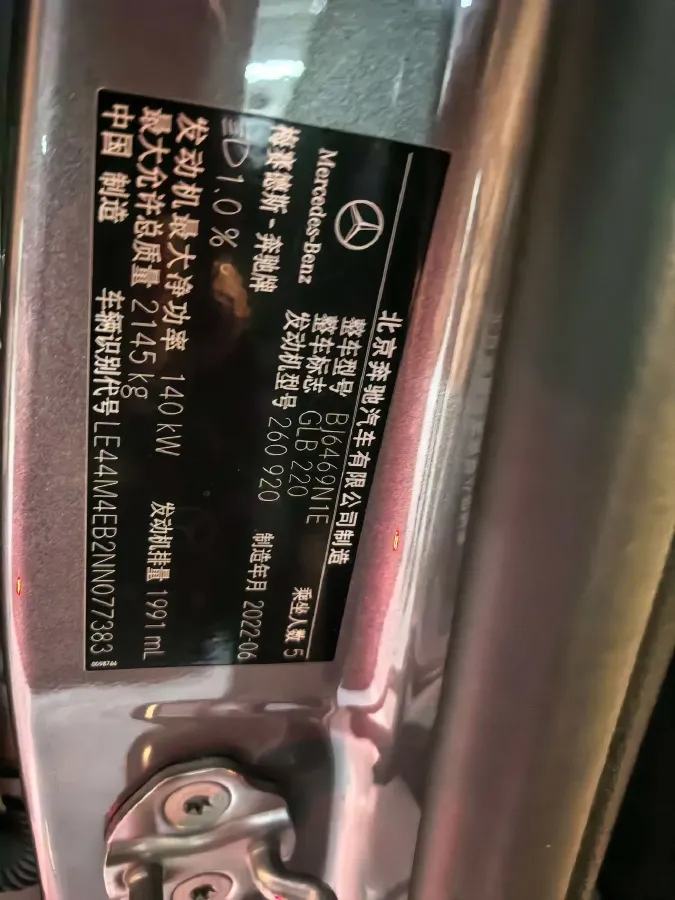 北京奔驰汽车有限公司制造
Mercedes-Benz
整车型号 BJ6469N1E
整车标志 GLB 220 乘坐人数 5
梅赛德斯-奔驰牌 发动机型号 260 920 制造年月 2022-06
D1.0%
发动机最大净功率 140 kW 发动机排量 1991 mL
最大允许总质量 2145 kg
中国 制造 车辆识别代号 LE44M4EB2NN077383